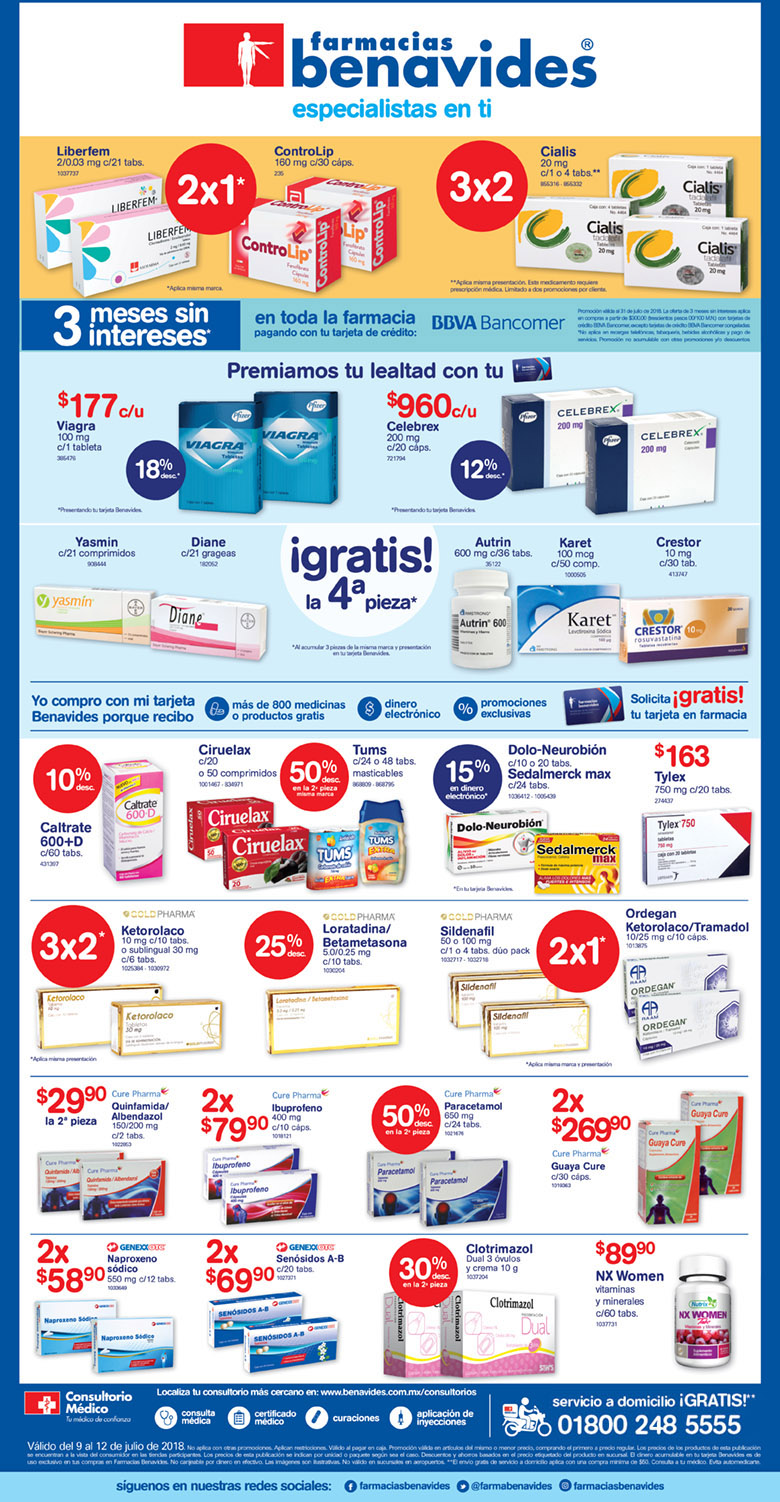 farmacias
benavides®
especialistas en ti
Liberfem
2/0.03 mg c/21 tabs.
1037737
2x1*
ControLip
160 mg c/30 cáps.
235
*Aplica misma marca.
3x2
Cialis
20 mg
c/1 o 4 tabs.**
855316 - 855332
**Aplica misma presentación. Este medicamento requiere
prescripción médica. Limitado a dos promociones por cliente.
3 meses sin
intereses*
en toda la farmacia
pagando con tu tarjeta de crédito:
BBVA Bancomer
Premiamos tu lealtad con tu
$177 c/u
Viagra
100 mg
c/1 tableta
385476
18%
desc.*
*Presentando tu tarjeta Benavides.
$960 c/u
Celebrex
200 mg
c/20 cáps.
721794
12%
desc.*
*Presentando tu tarjeta Benavides.
Yasmin
c/21 comprimidos
908444
Diane
c/21 grageas
182052
¡gratis!
la 4ª
pieza*
*Al acumular 3 piezas de la misma marca y presentación
en tu tarjeta Benavides.
Autrin
600 mg c/36 tabs.
35122
Karet
100 mcg
c/50 comp.
1000505
Crestor
10 mg
c/30 tab.
413747
Yo compro con mi tarjeta
Benavides porque recibo
más de 800 medicinas
o productos gratis
dinero
electrónico
promociones
exclusivas
Solicita ¡gratis!
tu tarjeta en farmacia
10%
desc.
Caltrate
600+D
c/60 tabs.
431397
Ciruelax
c/20
o 50 comprimidos
1001467 - 834971
50%
desc.
en la 2ª pieza
misma marca
Tums
c/24 o 48 tabs.
masticables
868809 - 868795
15%
en dinero
electrónico*
Dolo-Neurobión
c/10 o 20 tabs.
Sedalmerck max
c/24 tabs.
1036412 - 1005439
*En tu tarjeta Benavides.
$163
Tylex
750 mg c/20 tabs.
274437
3x2*
GOLD PHARMA
Ketorolaco
10 mg c/10 tabs.
o sublingual 30 mg
c/6 tabs.
1025384 - 1030972
*Aplica misma presentación
25%
desc.
GOLD PHARMA
Loratadina/
Betametasona
5.0/0.25 mg
c/10 tabs.
1030204
GOLD PHARMA
Sildenafil
50 o 100 mg
c/1 o 4 tabs. dúo pack
1032717 - 1032718
2x1*
*Aplica misma marca y presentación
Ordegan
Ketorolaco/Tramadol
10/25 mg c/10 cáps.
1013875
$29.90
la 2ª pieza
Cure Pharma
Quinfamida/
Albendazol
150/200 mg
c/2 tabs.
1022853
2x
$79.90
Cure Pharma
Ibuprofeno
400 mg
c/10 cáps.
1018121
50%
desc.
en la 2ª pieza
Cure Pharma
Paracetamol
650 mg
c/24 tabs.
1021676
2x
$269.90
Cure Pharma
Guaya Cure
c/30 cáps.
1019363
2x
$58.90
GENEXX OTC
Naproxeno
sódico
550 mg c/12 tabs.
1033649
2x
$69.90
GENEXX OTC
Senósidos A-B
c/20 tabs.
1027371
30%
desc.
en la 2ª pieza
Clotrimazol
Dual 3 óvulos
y crema 10 g
1037204
$89.90
NX Women
vitaminas
y minerales
c/60 tabs.
1037731
Consultorio
Médico
Tu médico de confianza
Localiza tu consultorio más cercano en: www.benavides.com.mx/consultorios
consulta
médica
certificado
médico
curaciones
aplicación de
inyecciones
servicio a domicilio ¡GRATIS!**
01800 248 5555
Válido del 9 al 12 de julio de 2018.
síguenos en nuestras redes sociales:
farmaciasbenavides
@farmabenavides
farmaciasbenavides